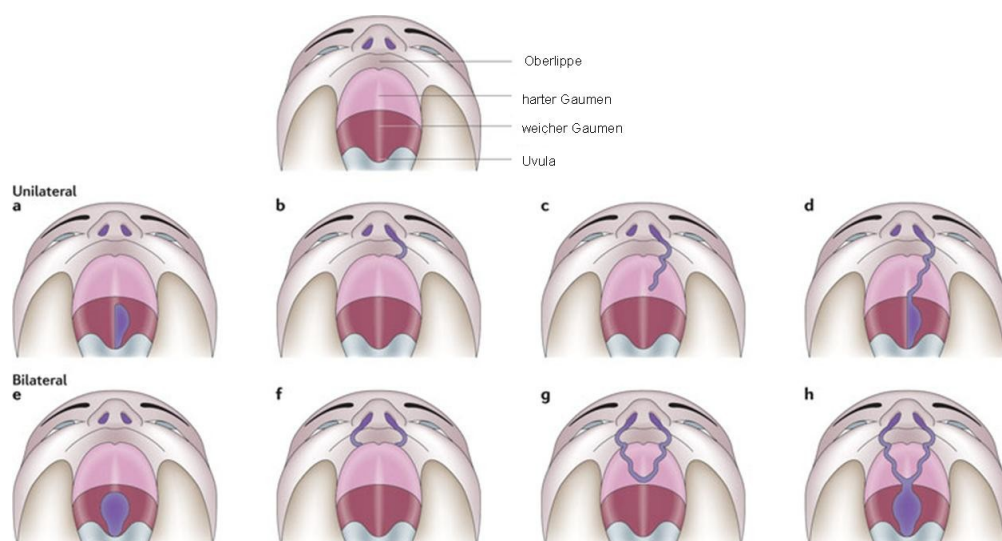 Oberlippe
harter Gaumen
weicher Gaumen
Uvula
Unilateral
a b c d
Bilateral
e f g h